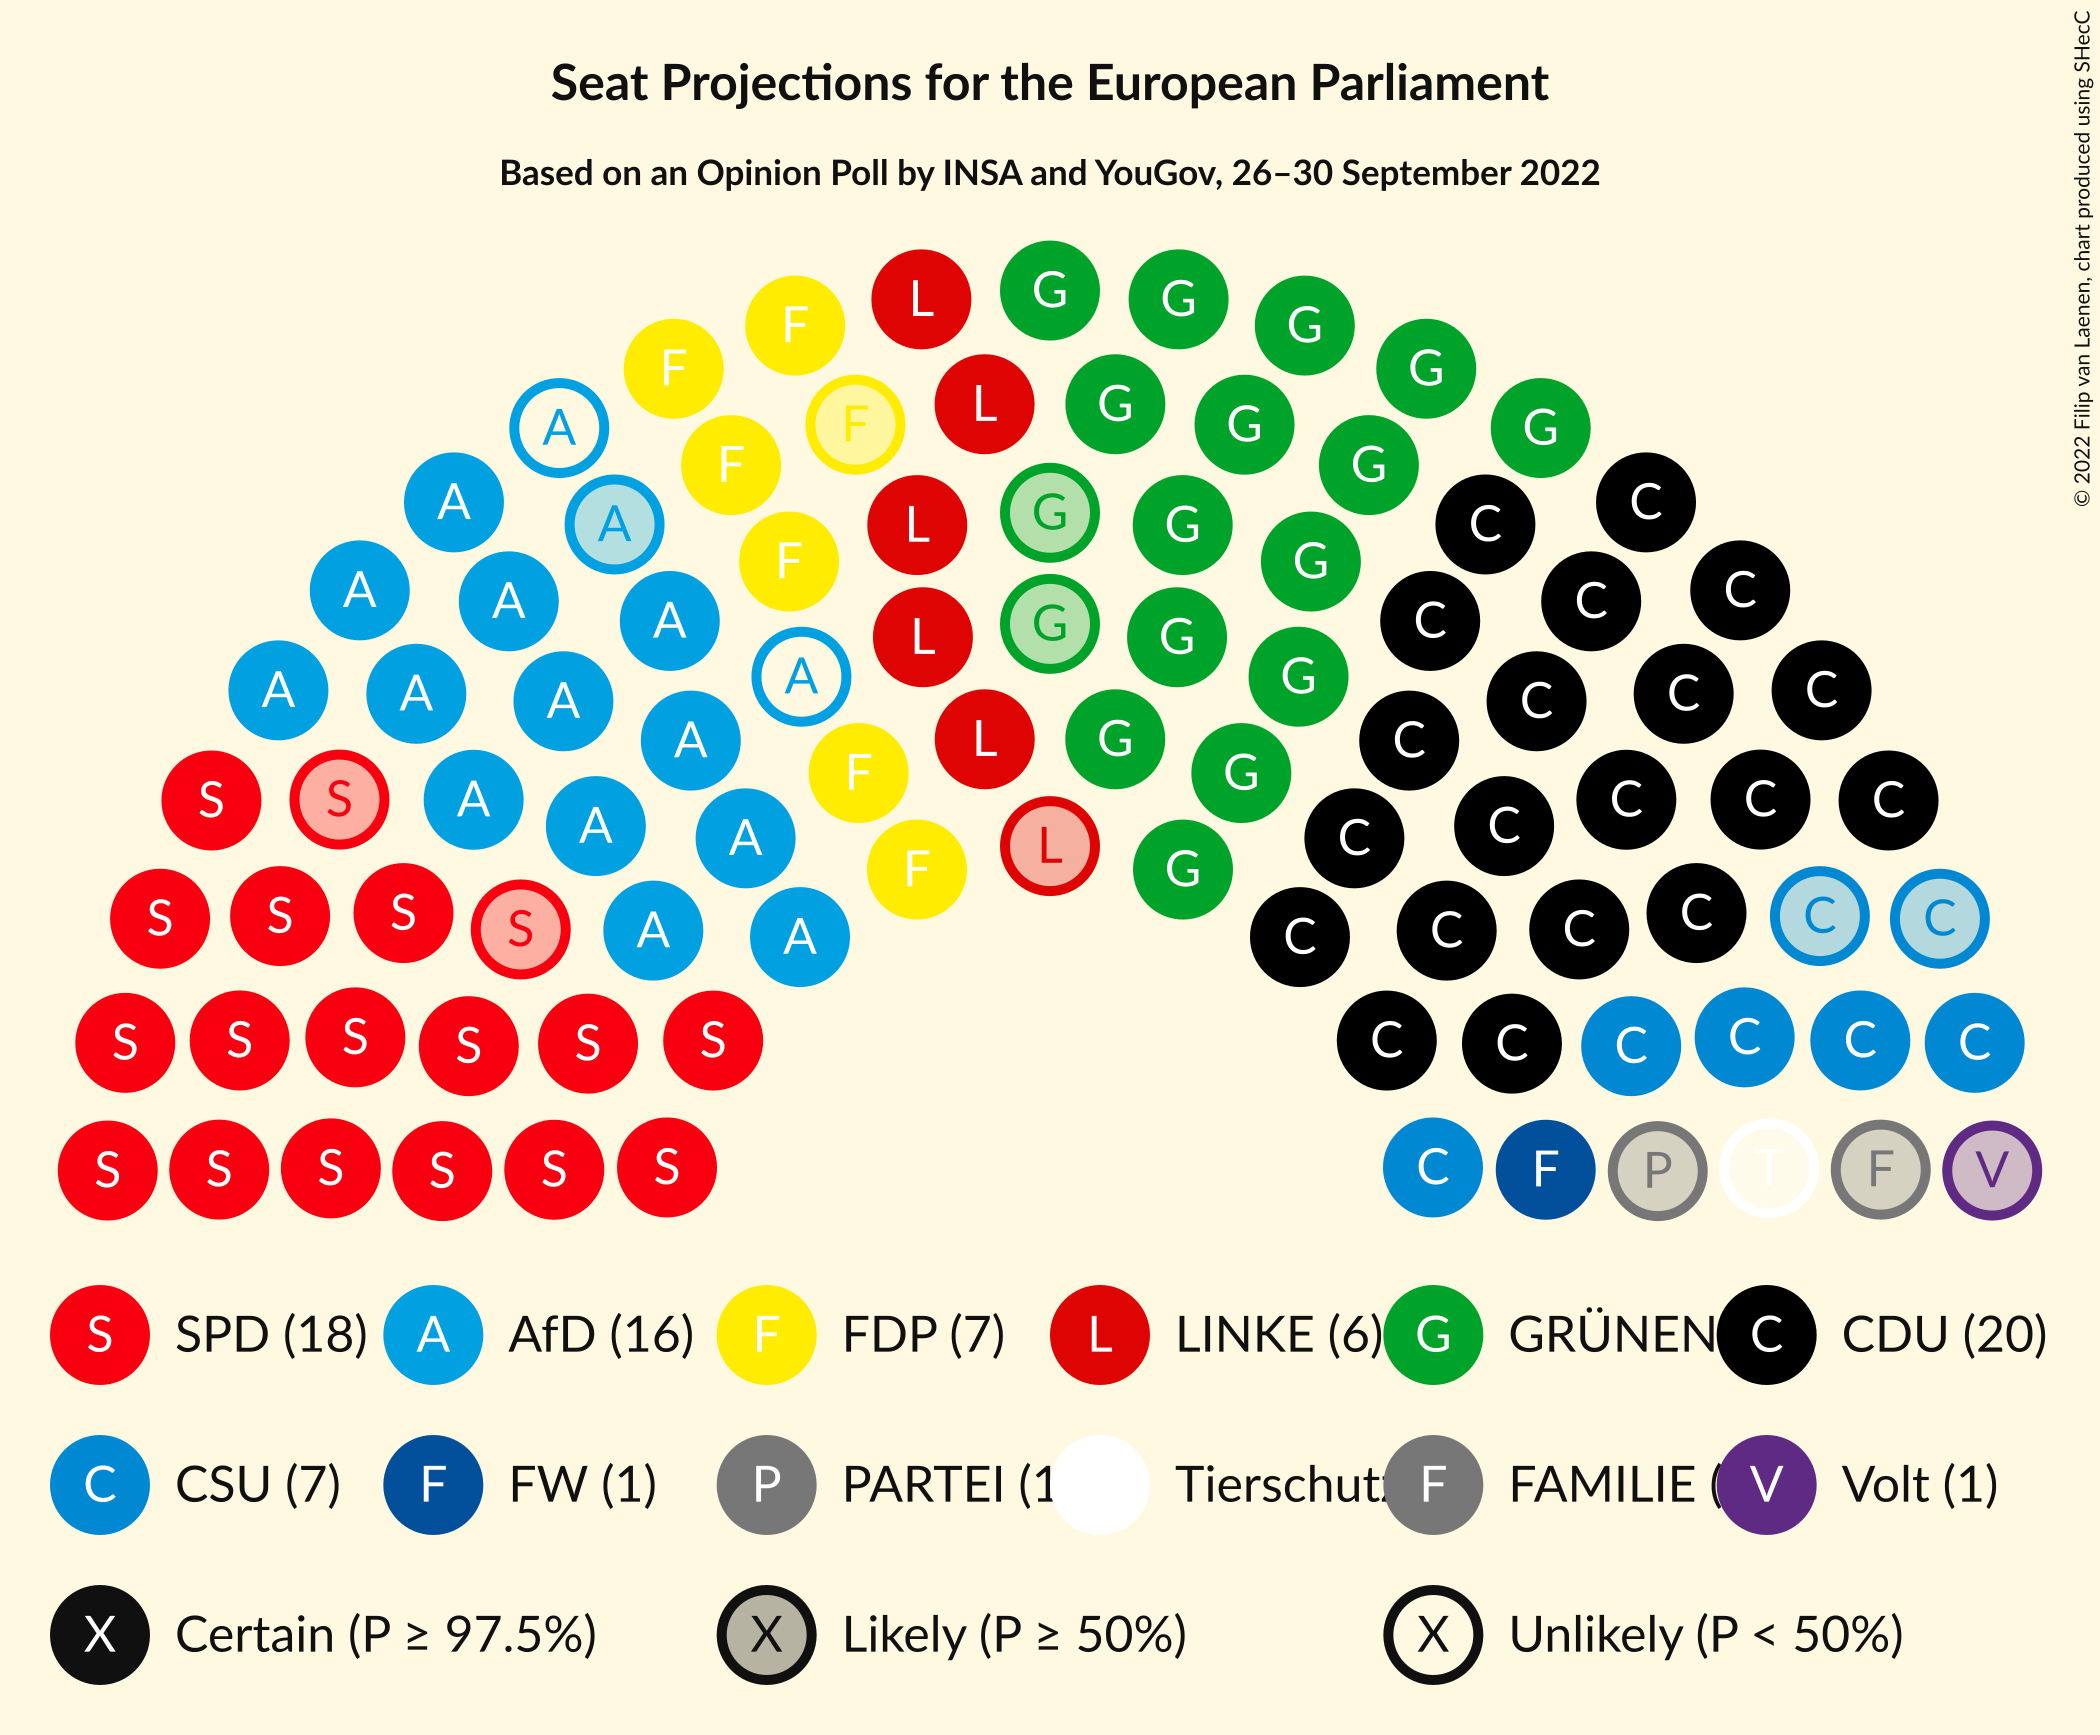 Seat Projections for the European Parliament
Based on an Opinion Poll by INSA and YouGov, 26–30 September 2022
© 2022 Filip van Laenen, chart produced using SHecC
L G G G
F F G
A F L G G G
A A F G C C
A A F L G G G C C C
A A A A L G G G C C C
A A A A L G C C C
S S A A A F G C C C C C
S S S S A A F L G C C C C C C
S S S S S S C C C C C C
S S S S S S C F P T F V
S SPD (18) A AfD (16) F FDP (7) L LINKE (6) G GRÜNEN C CDU (20)
C CSU (7) F FW (1) P PARTEI (1 Tierschutz F FAMILIE ( V Volt (1)
X Certain (P ≥ 97.5%) X Likely (P ≥ 50%) X Unlikely (P < 50%)